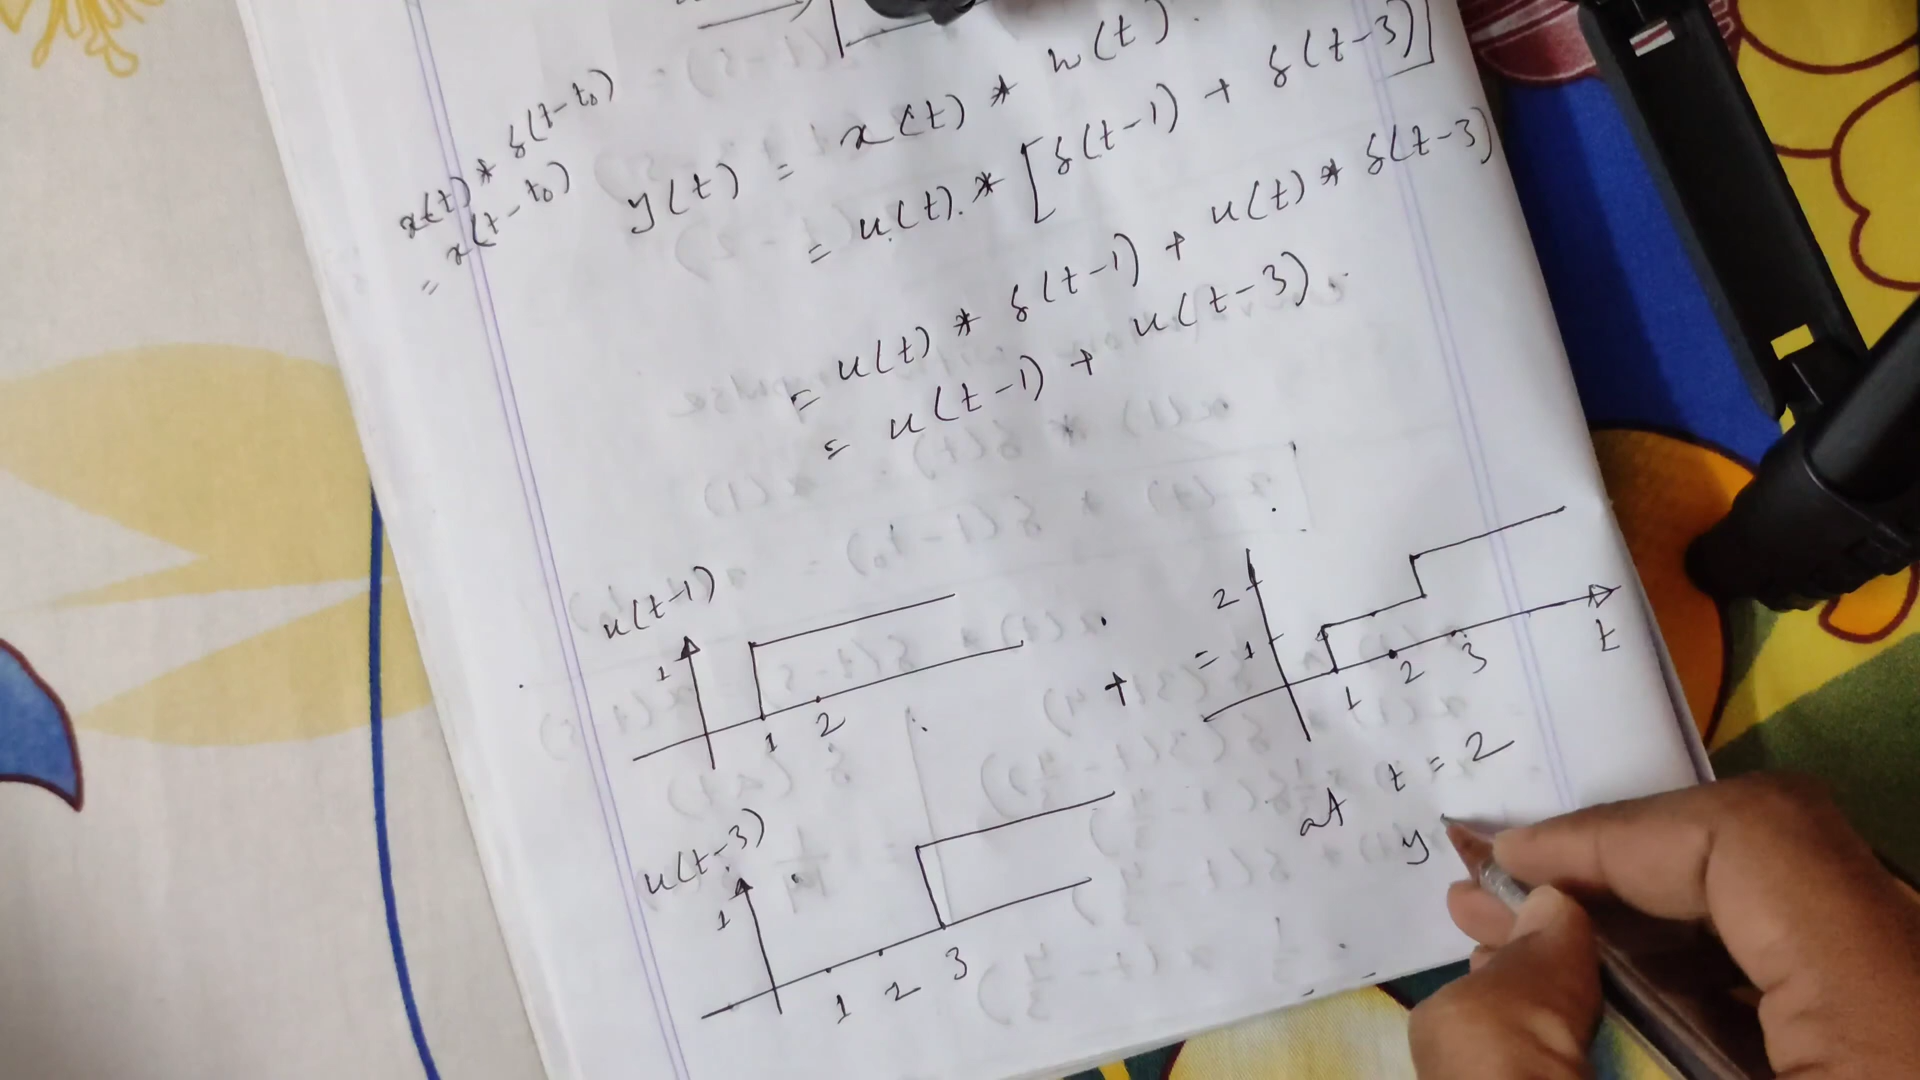 x(t) * δ(t-t₀)
= x(t-t₀)
y(t) = x(t) * h(t).
= u(t). * [δ(t-1) + δ(t-3)]
= u(t) * δ(t-1) + u(t) * δ(t-3)
= u(t-1) + u(t-3).
u(t-1)
1
1 2
+
=
2
1
1 2 3 t
u(t-3)
1
1 2 3
at t = 2
y